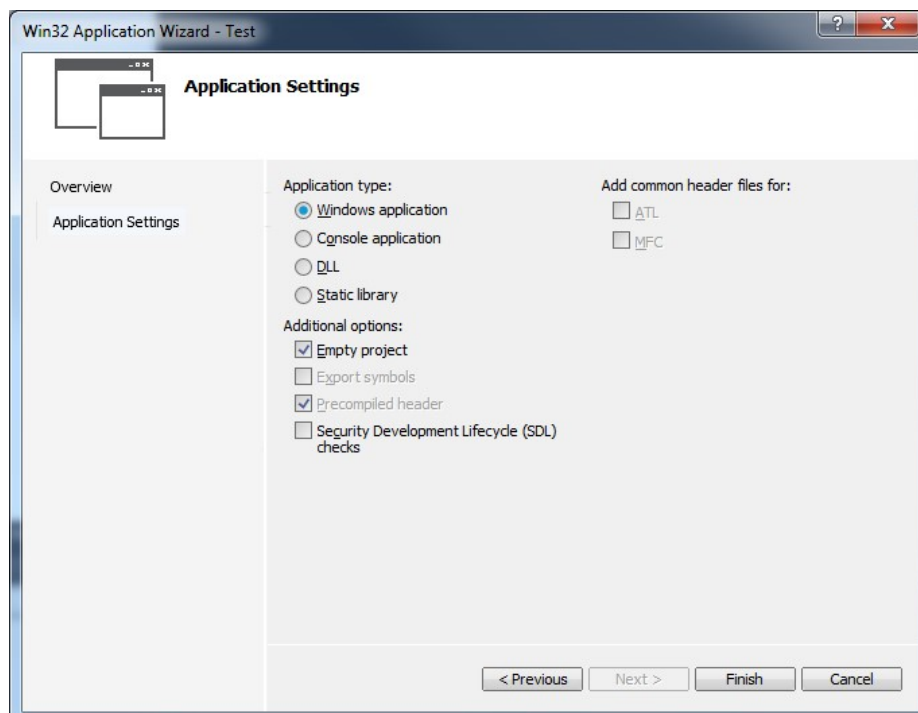 Win32 Application Wizard - Test
Application Settings
Overview
Application Settings
Application type:
Windows application
Console application
DLL
Static library
Additional options:
Empty project
Export symbols
Precompiled header
Security Development Lifecycle (SDL)
checks
Add common header files for:
ATL
MFC
< Previous
Next >
Finish
Cancel